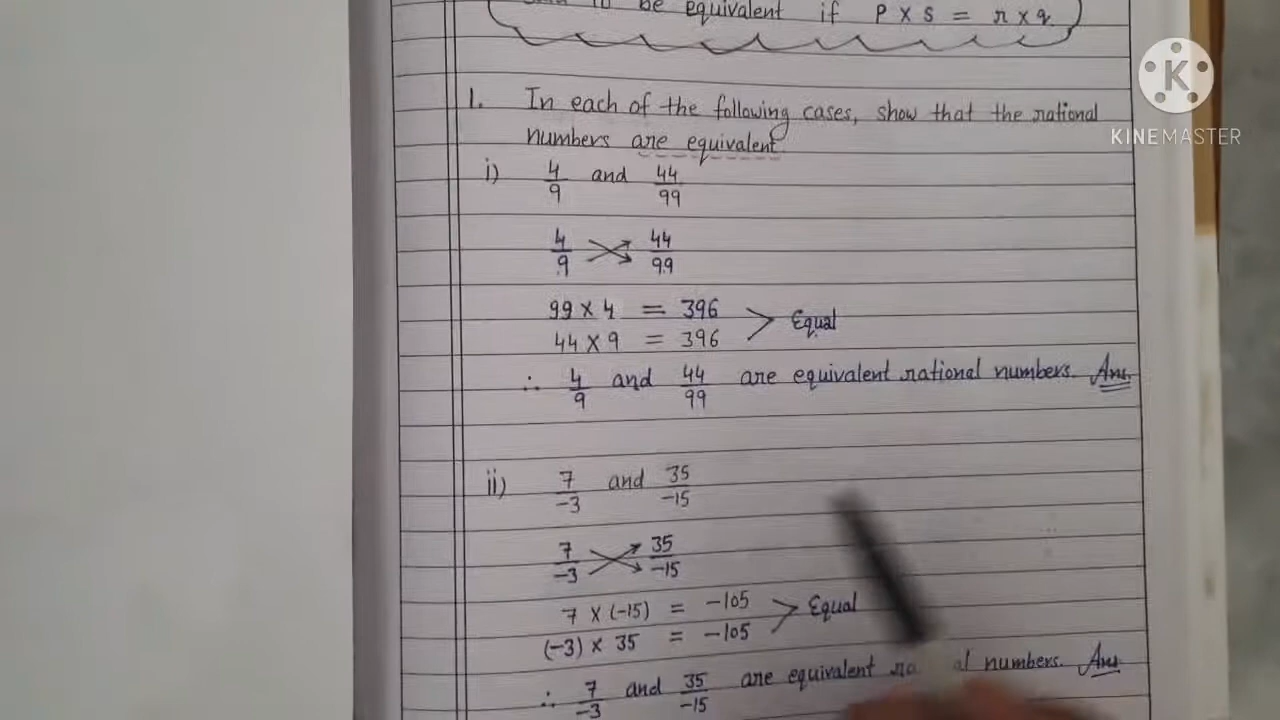 be equivalent if P × S = r × q
1. In each of the following cases, show that the rational
numbers are equivalent.
i) 4/9 and 44/99
4/9 44/99
99 × 4 = 396
44 × 9 = 396 > Equal
∴ 4/9 and 44/99 are equivalent rational numbers. Ans.
ii) 7/-3 and 35/-15
7/-3 35/-15
7 × (-15) = -105 > Equal
(-3) × 35 = -105
∴ 7/-3 and 35/-15 are equivalent numbers. Ans
K
KINEMASTER